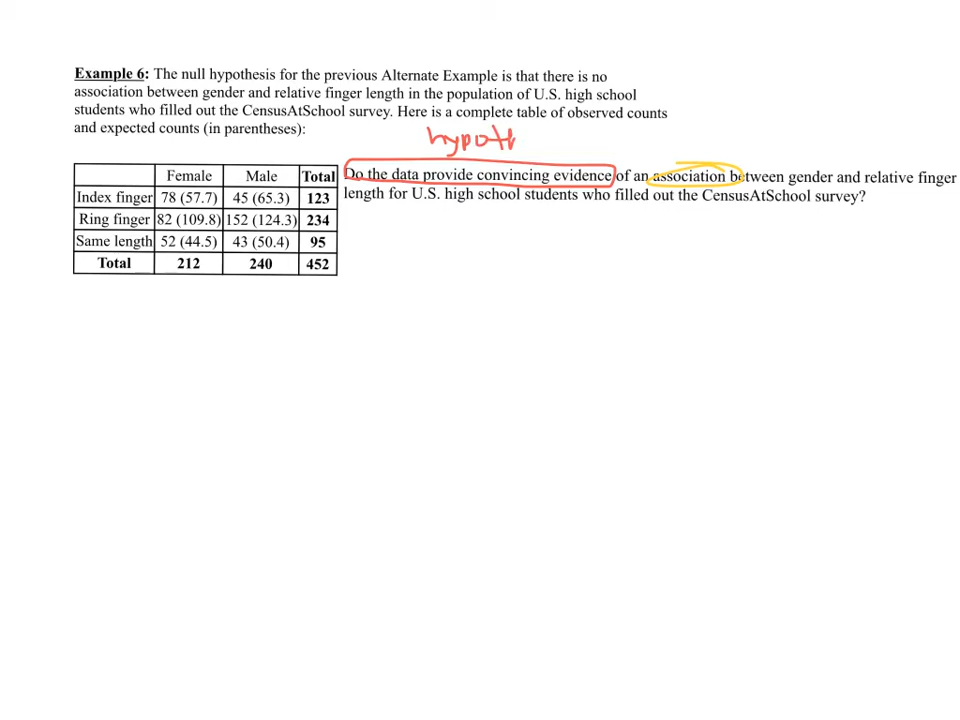 Example 6: The null hypothesis for the previous Alternate Example is that there is no
association between gender and relative finger length in the population of U.S. high school
students who filled out the CensusAtSchool survey. Here is a complete table of observed counts
and expected counts (in parentheses):
hypoth
Do the data provide convincing evidence of an association between gender and relative finger
length for U.S. high school students who filled out the CensusAtSchool survey?
Female Male Total
Index finger 78 (57.7) 45 (65.3) 123
Ring finger 82 (109.8) 152 (124.3) 234
Same length 52 (44.5) 43 (50.4) 95
Total 212 240 452